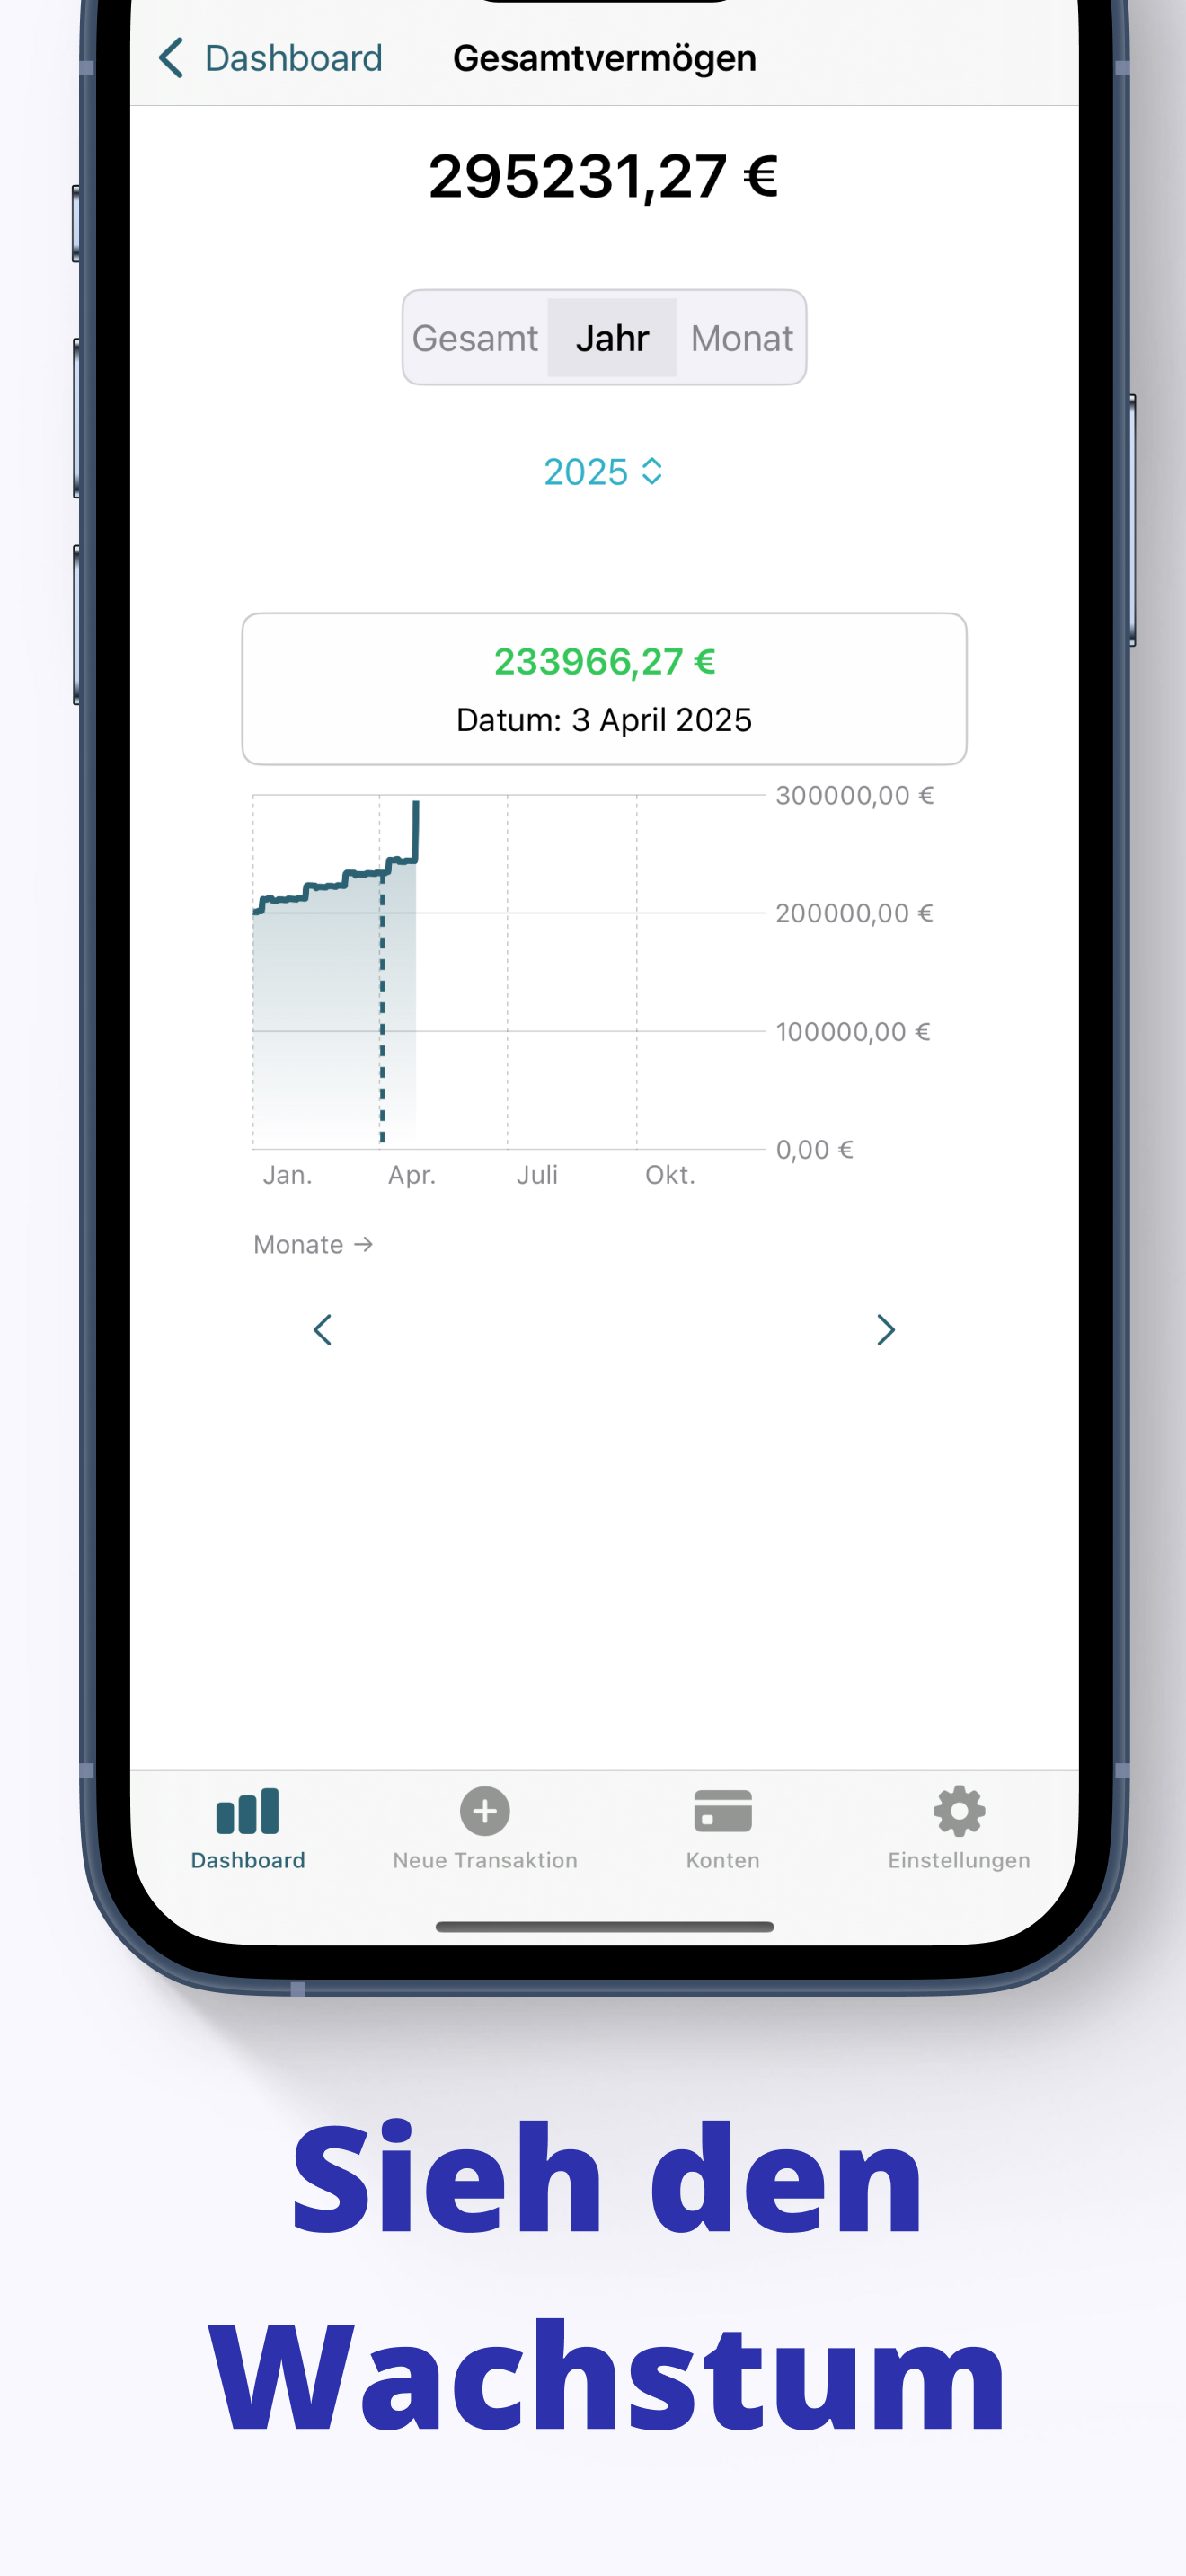 Dashboard Gesamtvermögen
295231,27 €
Gesamt Jahr Monat
2025
233966,27 €
Datum: 3 April 2025
300000,00 €
200000,00 €
100000,00 €
0,00 €
Jan. Apr. Juli Okt.
Monate →
Dashboard Neue Transaktion Konten Einstellungen
Sieh den
Wachstum